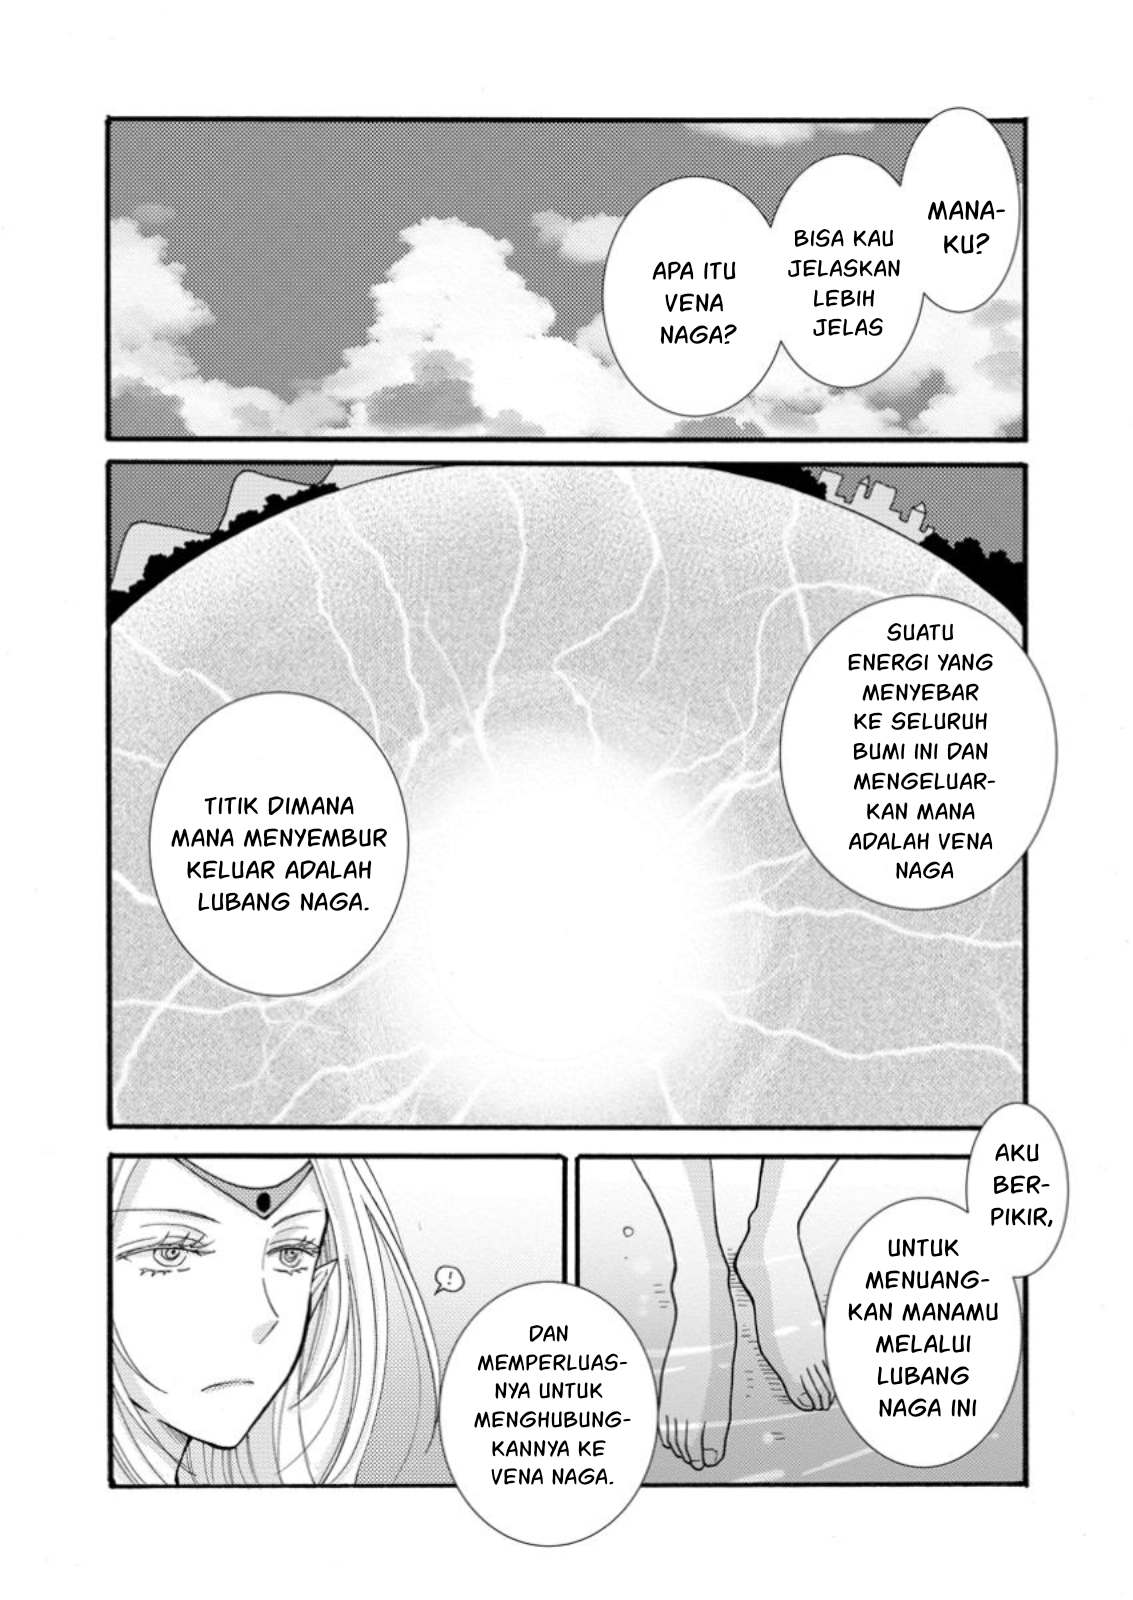 MANA-
KU?
BISA KAU
JELASKAN
LEBIH
JELAS
APA ITU
VENA
NAGA?
SUATU
ENERGI YANG
MENYEBAR
KE SELURUH
BUMI INI DAN
MENGELUAR-
KAN MANA
ADALAH VENA
NAGA
TITIK DIMANA
MANA MENYEMBUR
KELUAR ADALAH
LUBANG NAGA.
AKU
BER-
PIKIR,
UNTUK
MENUANG-
KAN MANAMU
MELALUI
LUBANG
NAGA INI
DAN
MEMPERLUAS-
NYA UNTUK
MENGHUBUNG-
KANNYA KE
VENA NAGA.
!